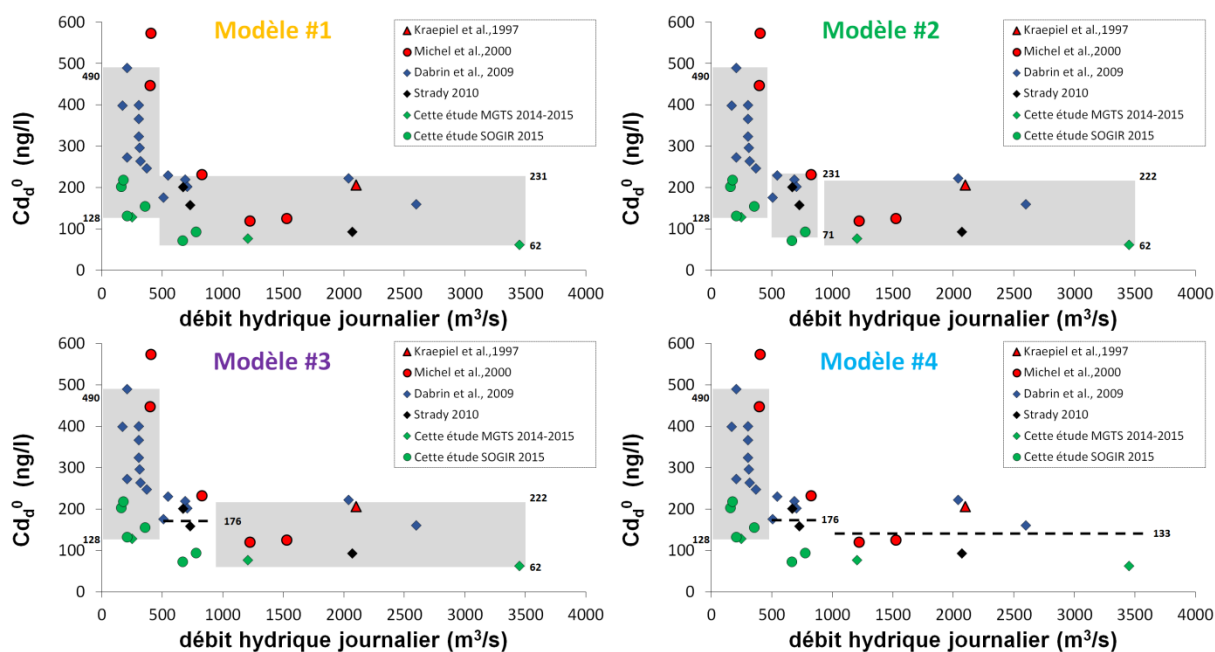 Modèle #1
Cd_d^0 (ng/l)
600
500
400
300
200
100
0
490
128
231
62
Kraepiel et al.,1997
Michel et al.,2000
Dabrin et al., 2009
Strady 2010
Cette étude MGTS 2014-2015
Cette étude SOGIR 2015
0 500 1000 1500 2000 2500 3000 3500 4000
débit hydrique journalier (m³/s)
Modèle #2
Cd_d^0 (ng/l)
600
500
400
300
200
100
0
490
128
231
71
222
62
Kraepiel et al.,1997
Michel et al.,2000
Dabrin et al., 2009
Strady 2010
Cette étude MGTS 2014-2015
Cette étude SOGIR 2015
0 500 1000 1500 2000 2500 3000 3500 4000
débit hydrique journalier (m³/s)
Modèle #3
Cd_d^0 (ng/l)
600
500
400
300
200
100
0
490
128
176
222
62
Kraepiel et al.,1997
Michel et al.,2000
Dabrin et al., 2009
Strady 2010
Cette étude MGTS 2014-2015
Cette étude SOGIR 2015
0 500 1000 1500 2000 2500 3000 3500 4000
débit hydrique journalier (m³/s)
Modèle #4
Cd_d^0 (ng/l)
600
500
400
300
200
100
0
490
128
176
133
Kraepiel et al.,1997
Michel et al.,2000
Dabrin et al., 2009
Strady 2010
Cette étude MGTS 2014-2015
Cette étude SOGIR 2015
0 500 1000 1500 2000 2500 3000 3500 4000
débit hydrique journalier (m³/s)